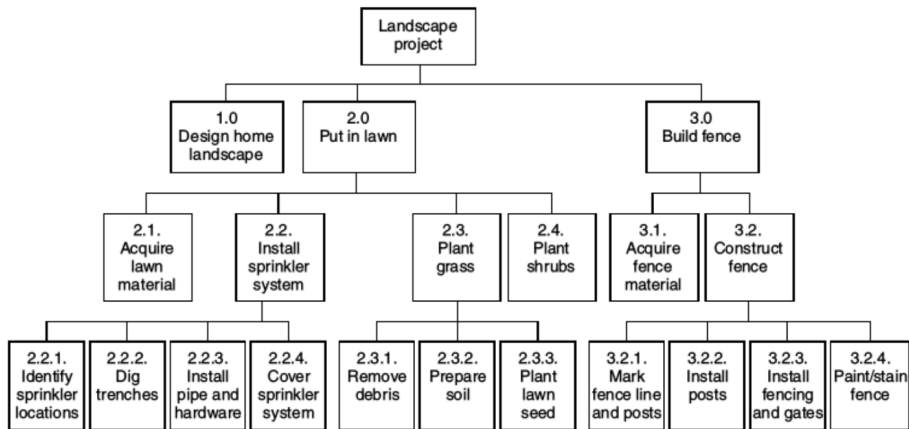 Landscape
project
1.0
Design home
landscape
2.0
Put in lawn
3.0
Build fence
2.1.
Acquire
lawn
material
2.2.
Install
sprinkler
system
2.3.
Plant
grass
2.4.
Plant
shrubs
3.1.
Acquire
fence
material
3.2.
Construct
fence
2.2.1.
Identify
sprinkler
locations
2.2.2.
Dig
trenches
2.2.3.
Install
pipe and
hardware
2.2.4.
Cover
sprinkler
system
2.3.1.
Remove
debris
2.3.2.
Prepare
soil
2.3.3.
Plant
lawn
seed
3.2.1.
Mark
fence line
and posts
3.2.2.
Install
posts
3.2.3.
Install
fencing
and gates
3.2.4.
Paint/stain
fence